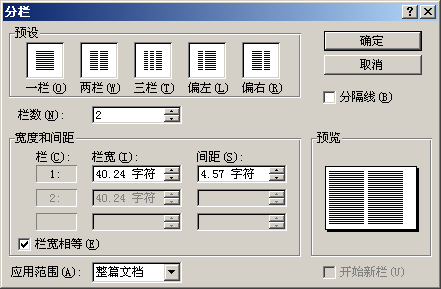 分栏
预设
一栏(O) 两栏(W) 三栏(T) 偏左(L) 偏右(R)
确定
取消
栏数(N): 2
分隔线(B)
宽度和间距
栏(C): 栏宽(I): 间距(S):
1: 40.24 字符 4.57 字符
2: 40.24 字符
栏宽相等(E)
预览
应用范围(A): 整篇文档
开始新栏(U)